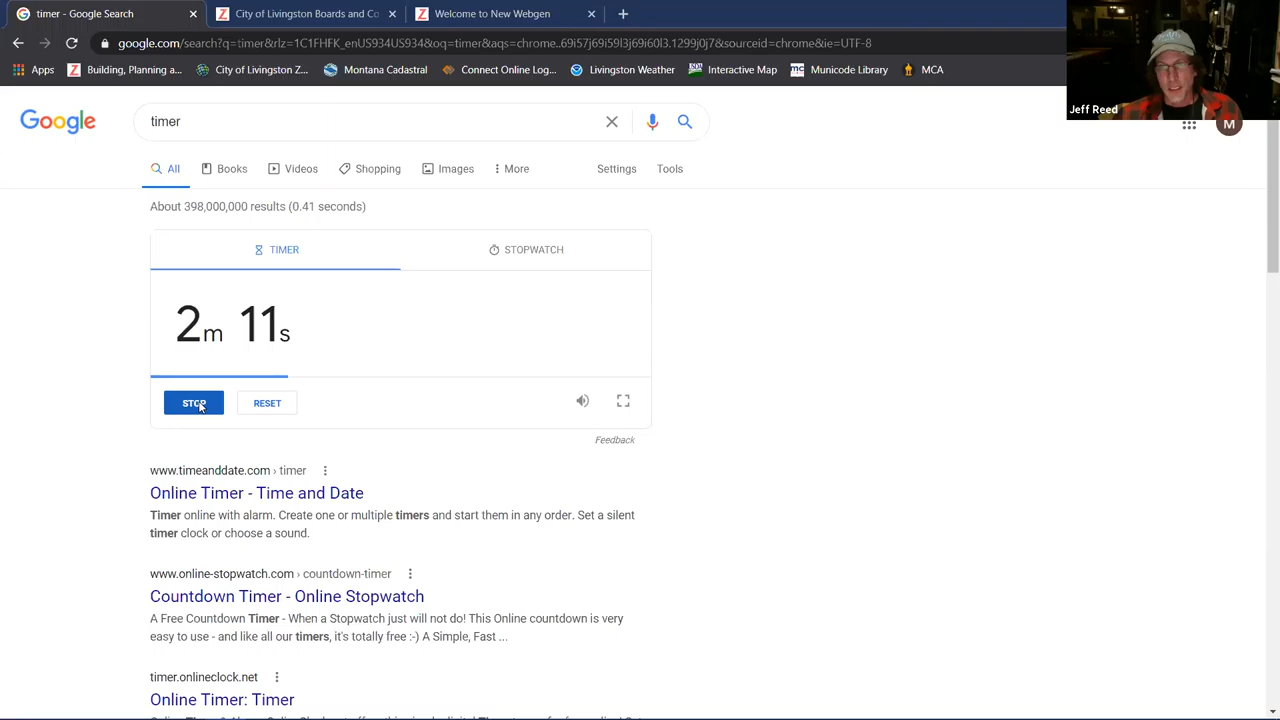 timer - Google Search
City of Livingston Boards and Co
Welcome to New Webgen
google.com/search?q=timer&rlz=1C1FHFK_enUS934US934&oq=timer&aqs=chrome.69i57j69i59l3j69i60l3.1099j0j7&sourceid=chrome&ie=UTF-8
Apps
Building, Planning a...
City of Livingston Z...
Montana Cadastral
Connect Online Log...
Livingston Weather
Interactive Map
Municode Library
MCA
Jeff Reed
Google
timer
M
All
Books
Videos
Shopping
Images
More
Settings
Tools
About 398,000,000 results (0.41 seconds)
TIMER
STOPWATCH
2m 11s
STOP
RESET
Feedback
www.timeanddate.com › timer
Online Timer - Time and Date
Timer online with alarm. Create one or multiple timers and start them in any order. Set a silent
timer clock or choose a sound.
www.online-stopwatch.com › countdown-timer
Countdown Timer - Online Stopwatch
A Free Countdown Timer - When a Stopwatch just will not do! This Online countdown is very
easy to use - and like all our timers, it's totally free :-) A Simple, Fast ...
timer.onlineclock.net
Online Timer: Timer